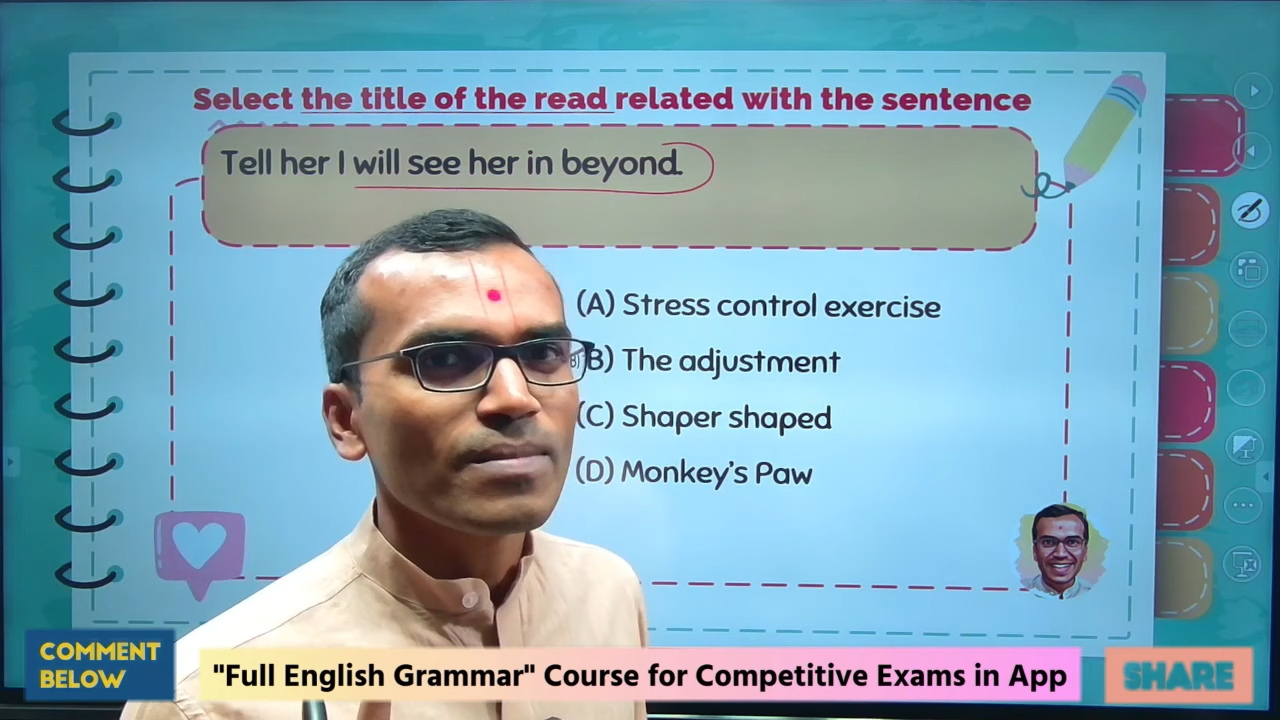 Select the title of the read related with the sentence
Tell her I will see her in beyond.
(A) Stress control exercise
(B) The adjustment
(C) Shaper shaped
(D) Monkey's Paw
COMMENT
BELOW
"Full English Grammar" Course for Competitive Exams in App
SHARE